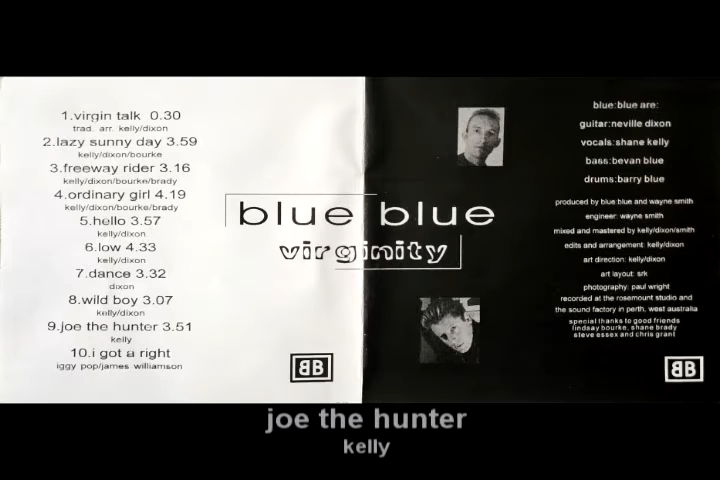 1.virgin talk 0.30
trad. arr. kelly/dixon
2.lazy sunny day 3.59
kelly/dixon/bourke
3.freeway rider 3.16
kelly/dixon/bourke/brady
4.ordinary girl 4.19
kelly/dixon/bourke/brady
5.hello 3.57
kelly/dixon
6.low 4.33
kelly/dixon
7.dance 3.32
dixon
8.wild boy 3.07
kelly/dixon
9.joe the hunter 3.51
kelly
10.i got a right
iggy pop/james williamson
BB
blue blue
virginity
blue:blue are:
guitar:neville dixon
vocals:shane kelly
bass:bevan blue
drums:barry blue
produced by blue blue and wayne smith
engineer: wayne smith
mixed and mastered by kelly/dixon/smith
edits and arrangement: kelly/dixon
art direction: kelly/dixon
art layout: srk
photography: paul wright
recorded at the rosemount studio and
the sound factory in perth, west australia
special thanks to good friends
lindsay bourke, shane brady
steve essex and chris grant
BB
joe the hunter
kelly